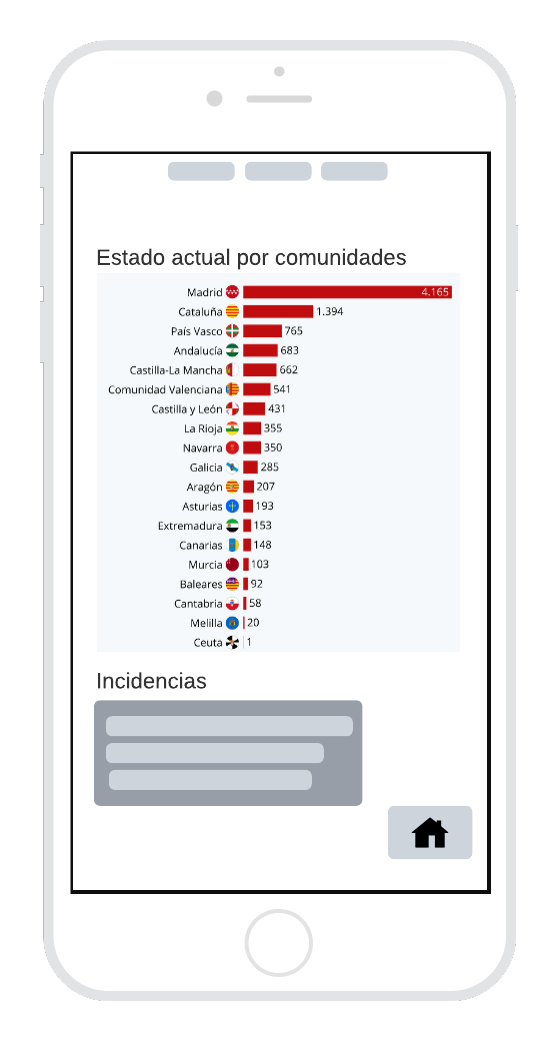 Estado actual por comunidades
Madrid 4.165
Cataluña 1.394
País Vasco 765
Andalucía 683
Castilla-La Mancha 662
Comunidad Valenciana 541
Castilla y León 431
La Rioja 355
Navarra 350
Galicia 285
Aragón 207
Asturias 193
Extremadura 153
Canarias 148
Murcia 103
Baleares 92
Cantabria 58
Melilla 20
Ceuta 1
Incidencias